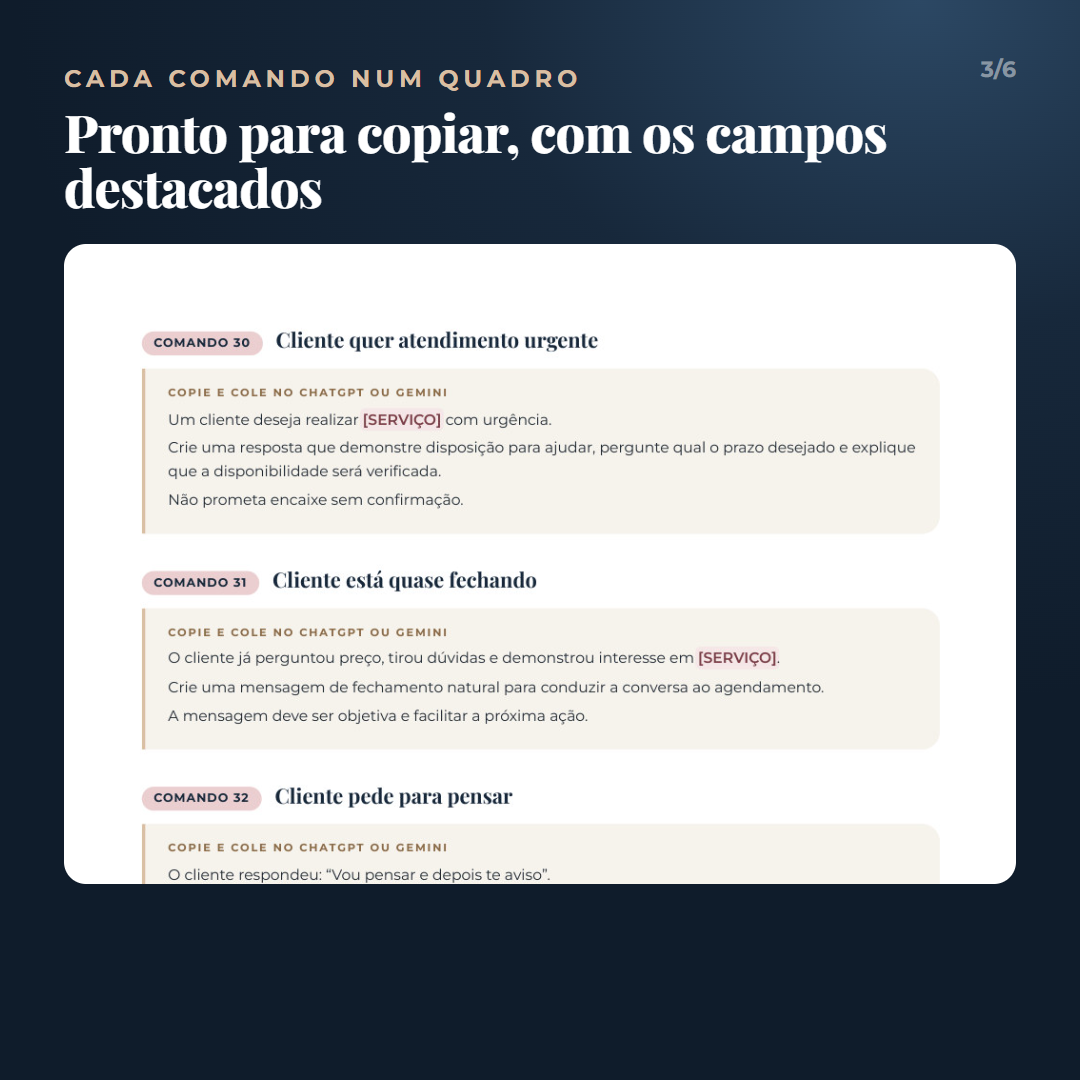 CADA COMANDO NUM QUADRO
3/6
Pronto para copiar, com os campos
destacados
COMANDO 30 Cliente quer atendimento urgente
COPIE E COLE NO CHATGPT OU GEMINI
Um cliente deseja realizar [SERVIÇO] com urgência.
Crie uma resposta que demonstre disposição para ajudar, pergunte qual o prazo desejado e explique
que a disponibilidade será verificada.
Não prometa encaixe sem confirmação.
COMANDO 31 Cliente está quase fechando
COPIE E COLE NO CHATGPT OU GEMINI
O cliente já perguntou preço, tirou dúvidas e demonstrou interesse em [SERVIÇO].
Crie uma mensagem de fechamento natural para conduzir a conversa ao agendamento.
A mensagem deve ser objetiva e facilitar a próxima ação.
COMANDO 32 Cliente pede para pensar
COPIE E COLE NO CHATGPT OU GEMINI
O cliente respondeu: “Vou pensar e depois te aviso”.